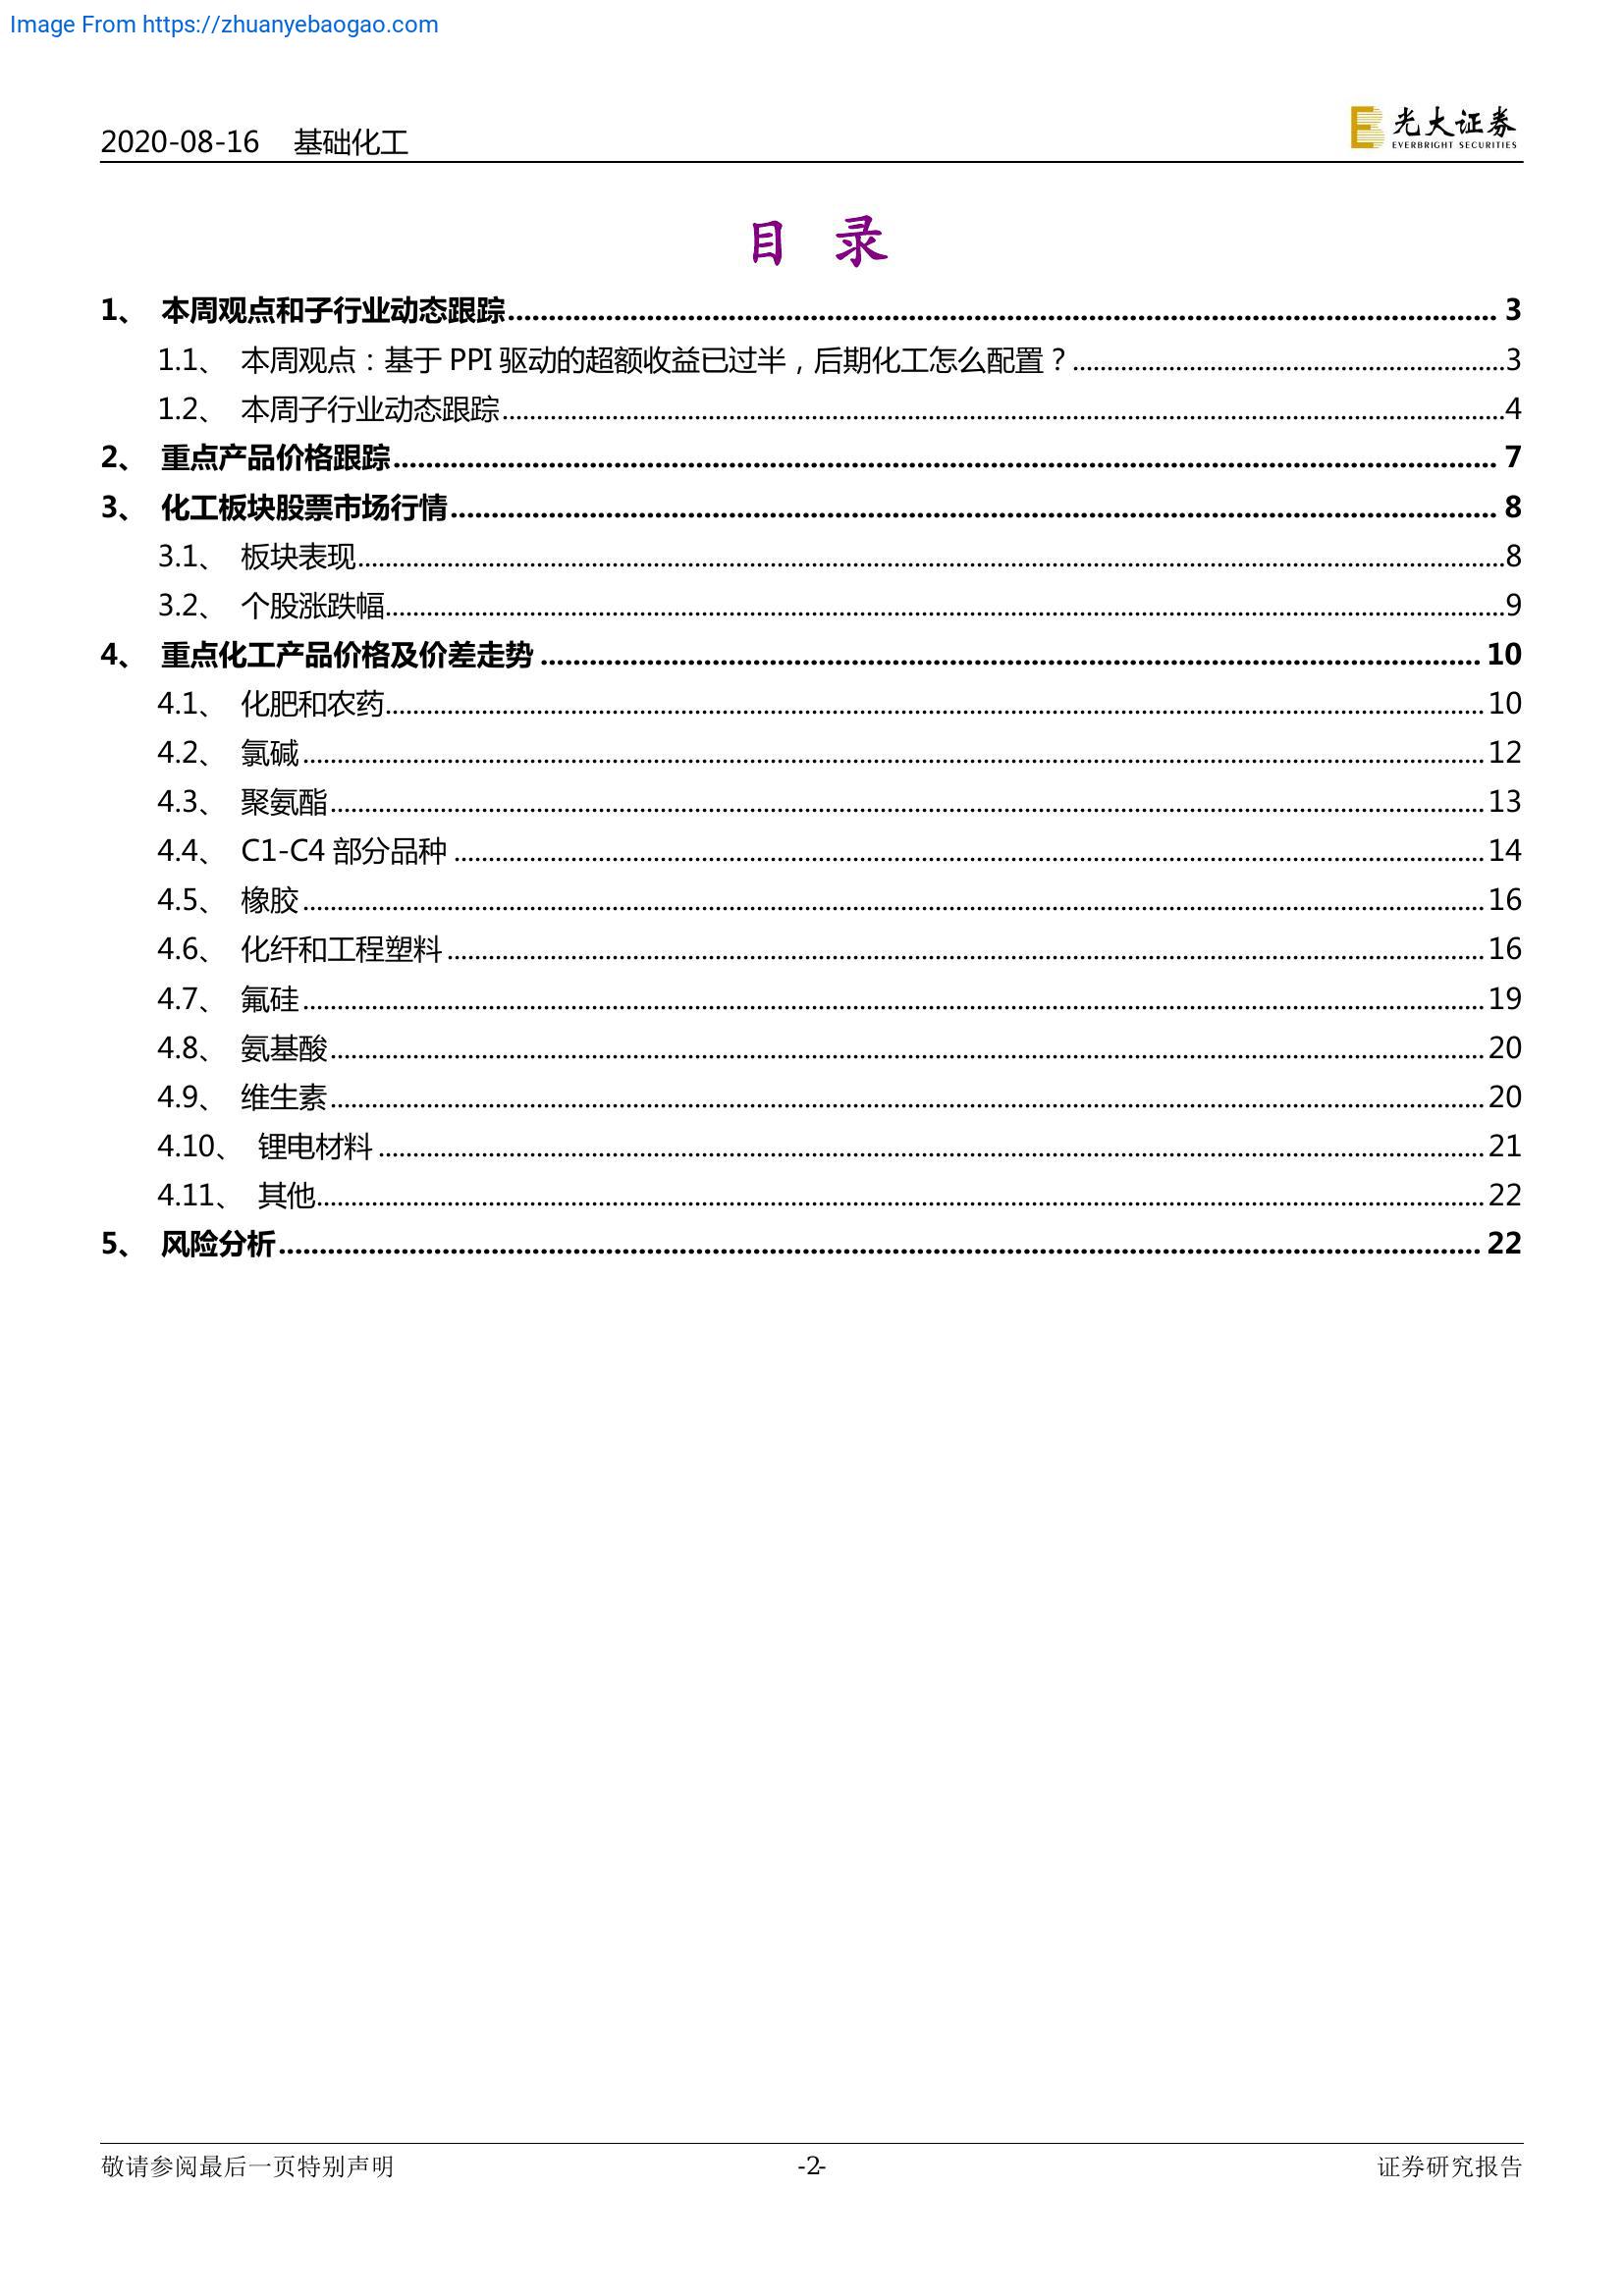 Image From https://zhuanyebaogao.com
2020-08-16 基础化工
光大证券
EVERBRIGHT SECURITIES
目 录
1、 本周观点和子行业动态跟踪 3
1.1、 本周观点：基于 PPI 驱动的超额收益已过半，后期化工怎么配置？ 3
1.2、 本周子行业动态跟踪 4
2、 重点产品价格跟踪 7
3、 化工板块股票市场行情 8
3.1、 板块表现 8
3.2、 个股涨跌幅 9
4、 重点化工产品价格及价差走势 10
4.1、 化肥和农药 10
4.2、 氯碱 12
4.3、 聚氨酯 13
4.4、 C1-C4 部分品种 14
4.5、 橡胶 16
4.6、 化纤和工程塑料 16
4.7、 氟硅 19
4.8、 氨基酸 20
4.9、 维生素 20
4.10、 锂电材料 21
4.11、 其他 22
5、 风险分析 22
敬请参阅最后一页特别声明 -2- 证券研究报告